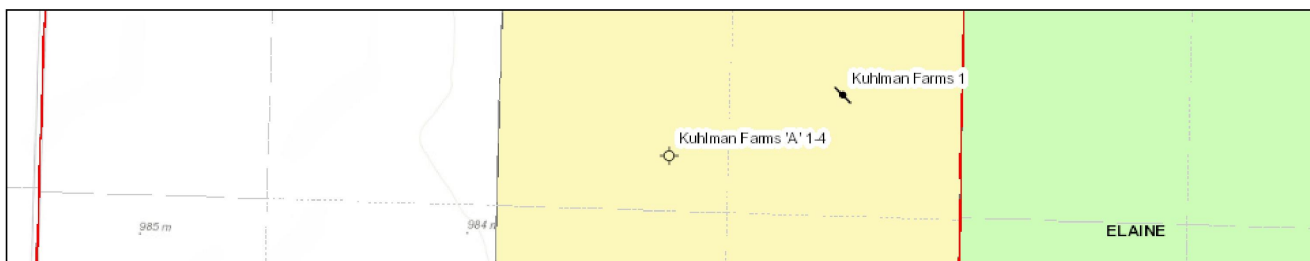 Kuhlman Farms 1
Kuhlman Farms 'A' 1-4
985 m
984 m
ELAINE